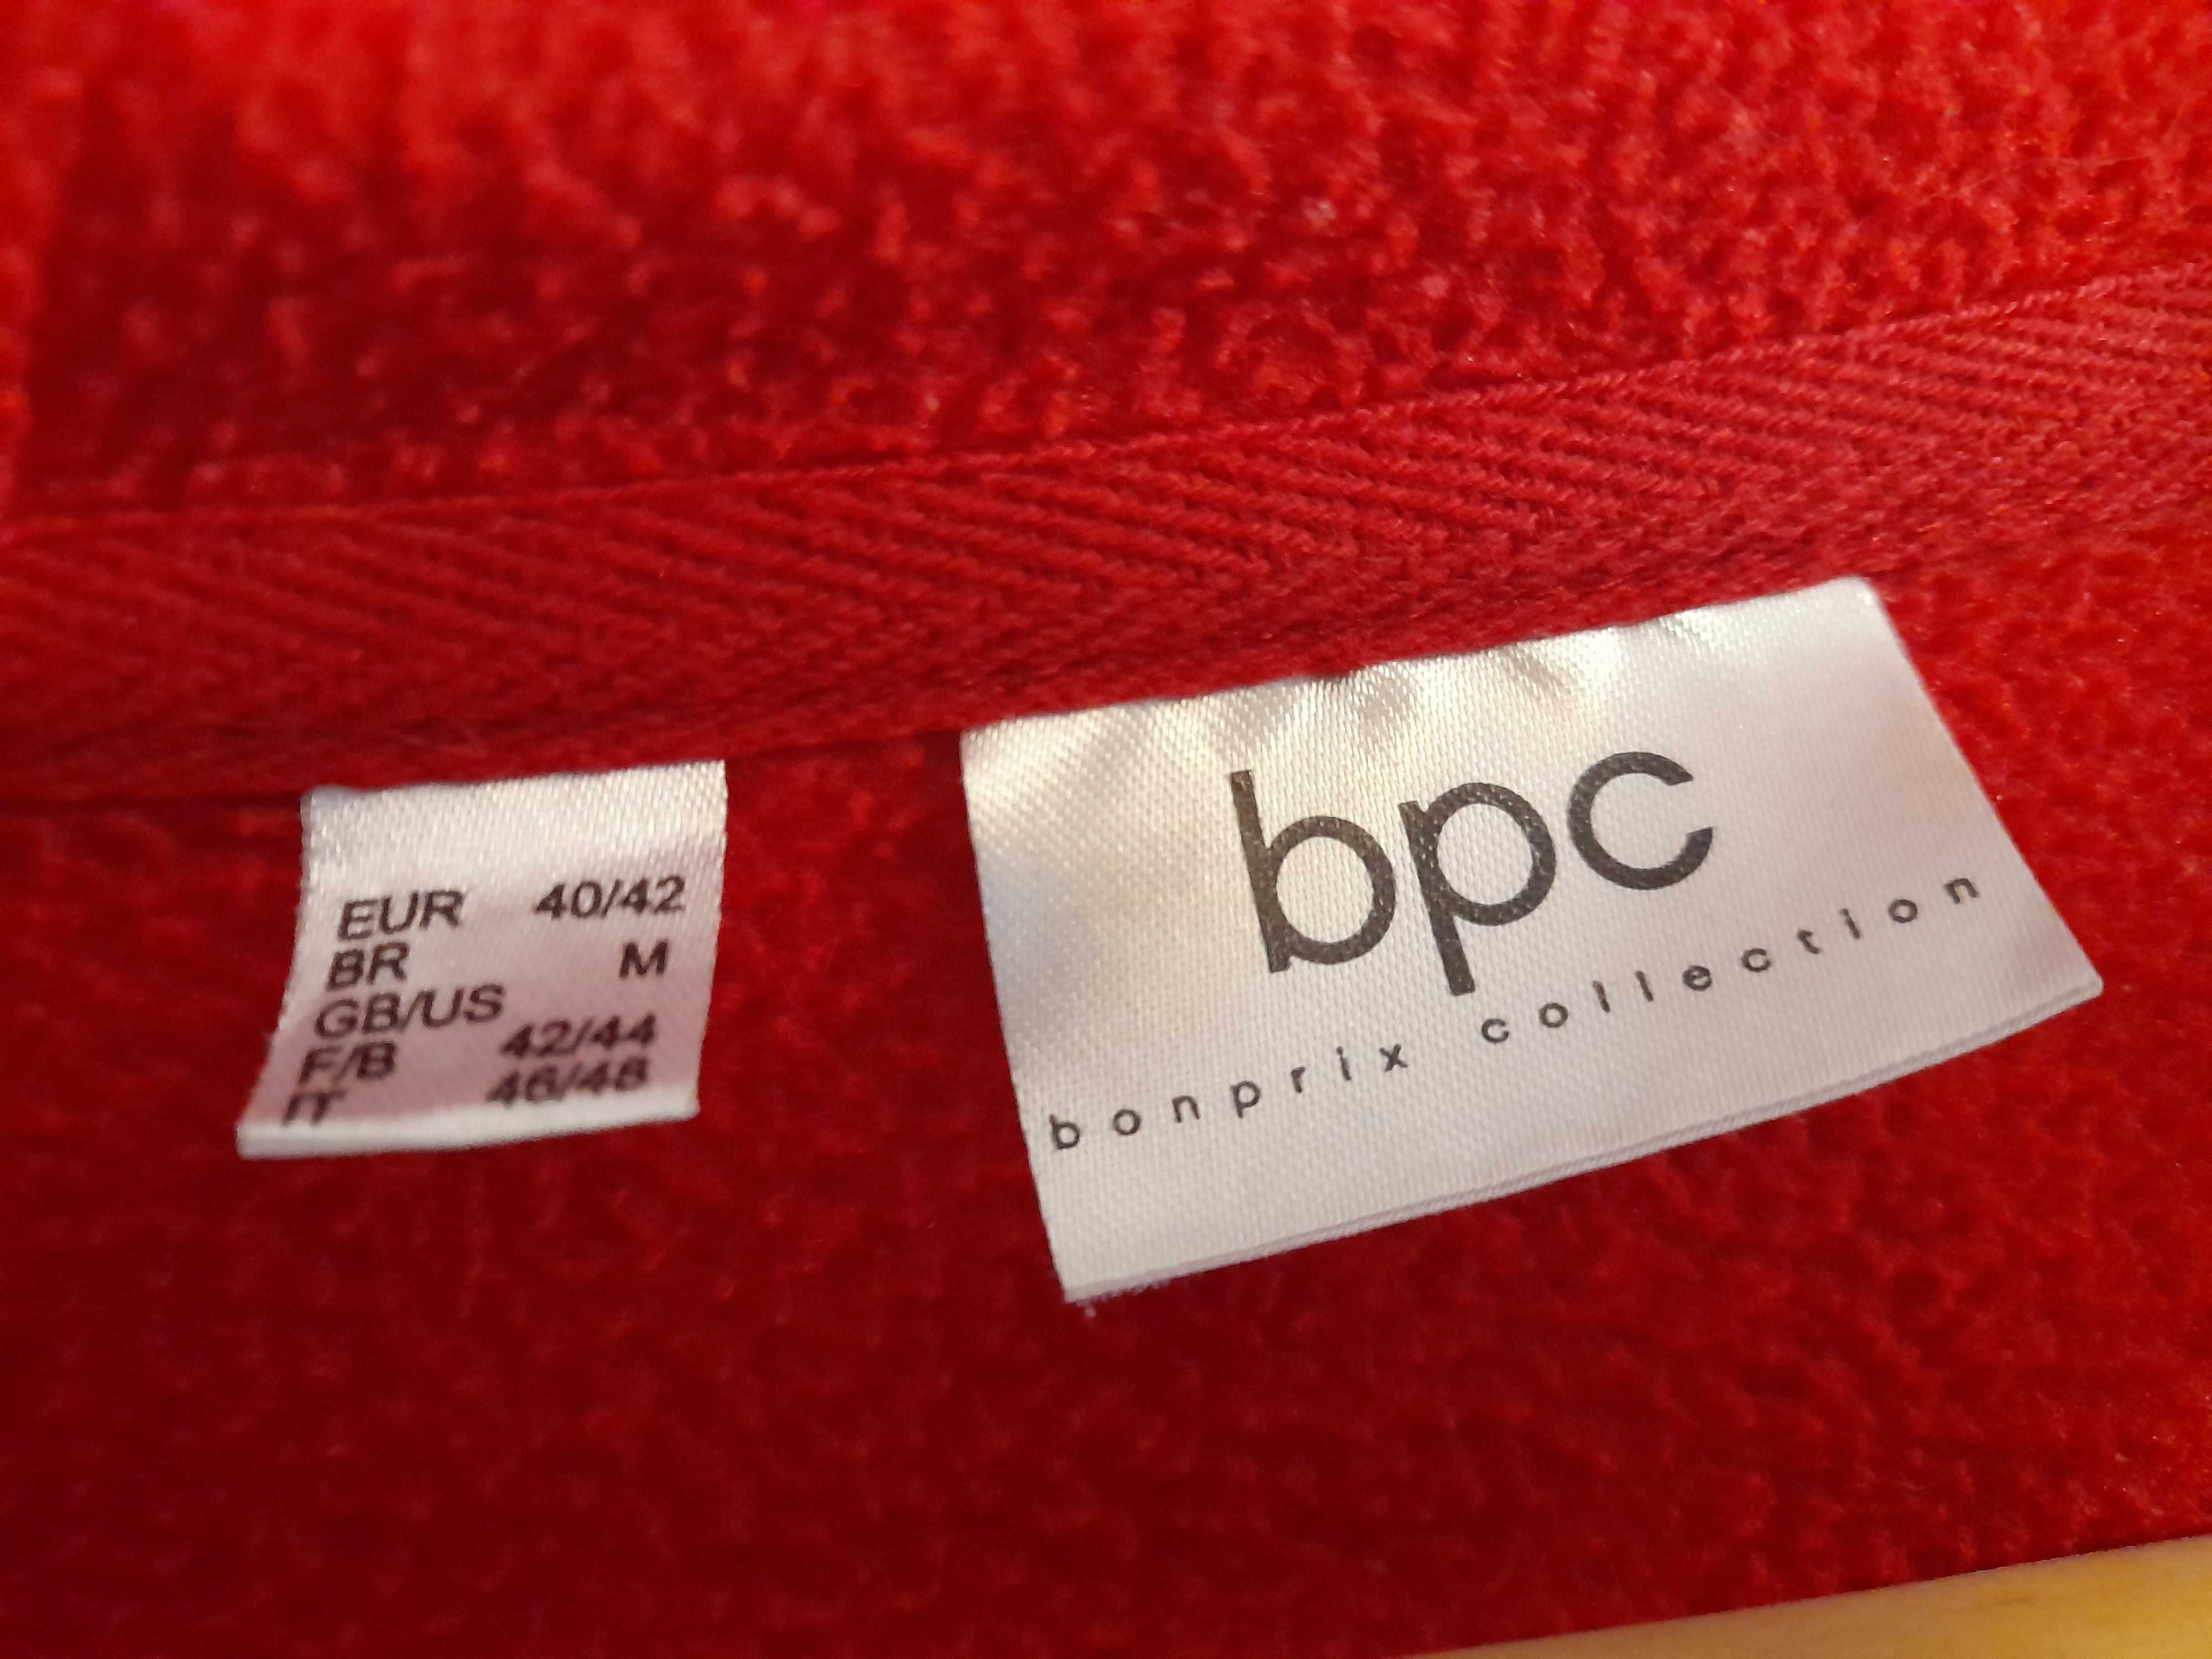 EUR 40/42
BR M
GB/US
F/B 42/44
IT 46/48
bpc
bonprix collection